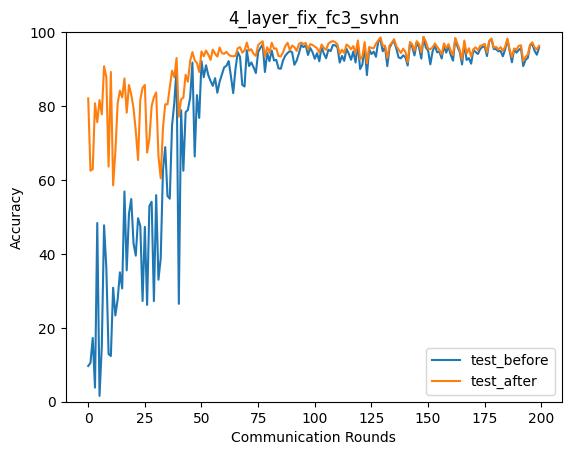 4_layer_fix_fc3_svhn
100
80
60
40
20
0
Accuracy
0 25 50 75 100 125 150 175 200
Communication Rounds
test_before
test_after